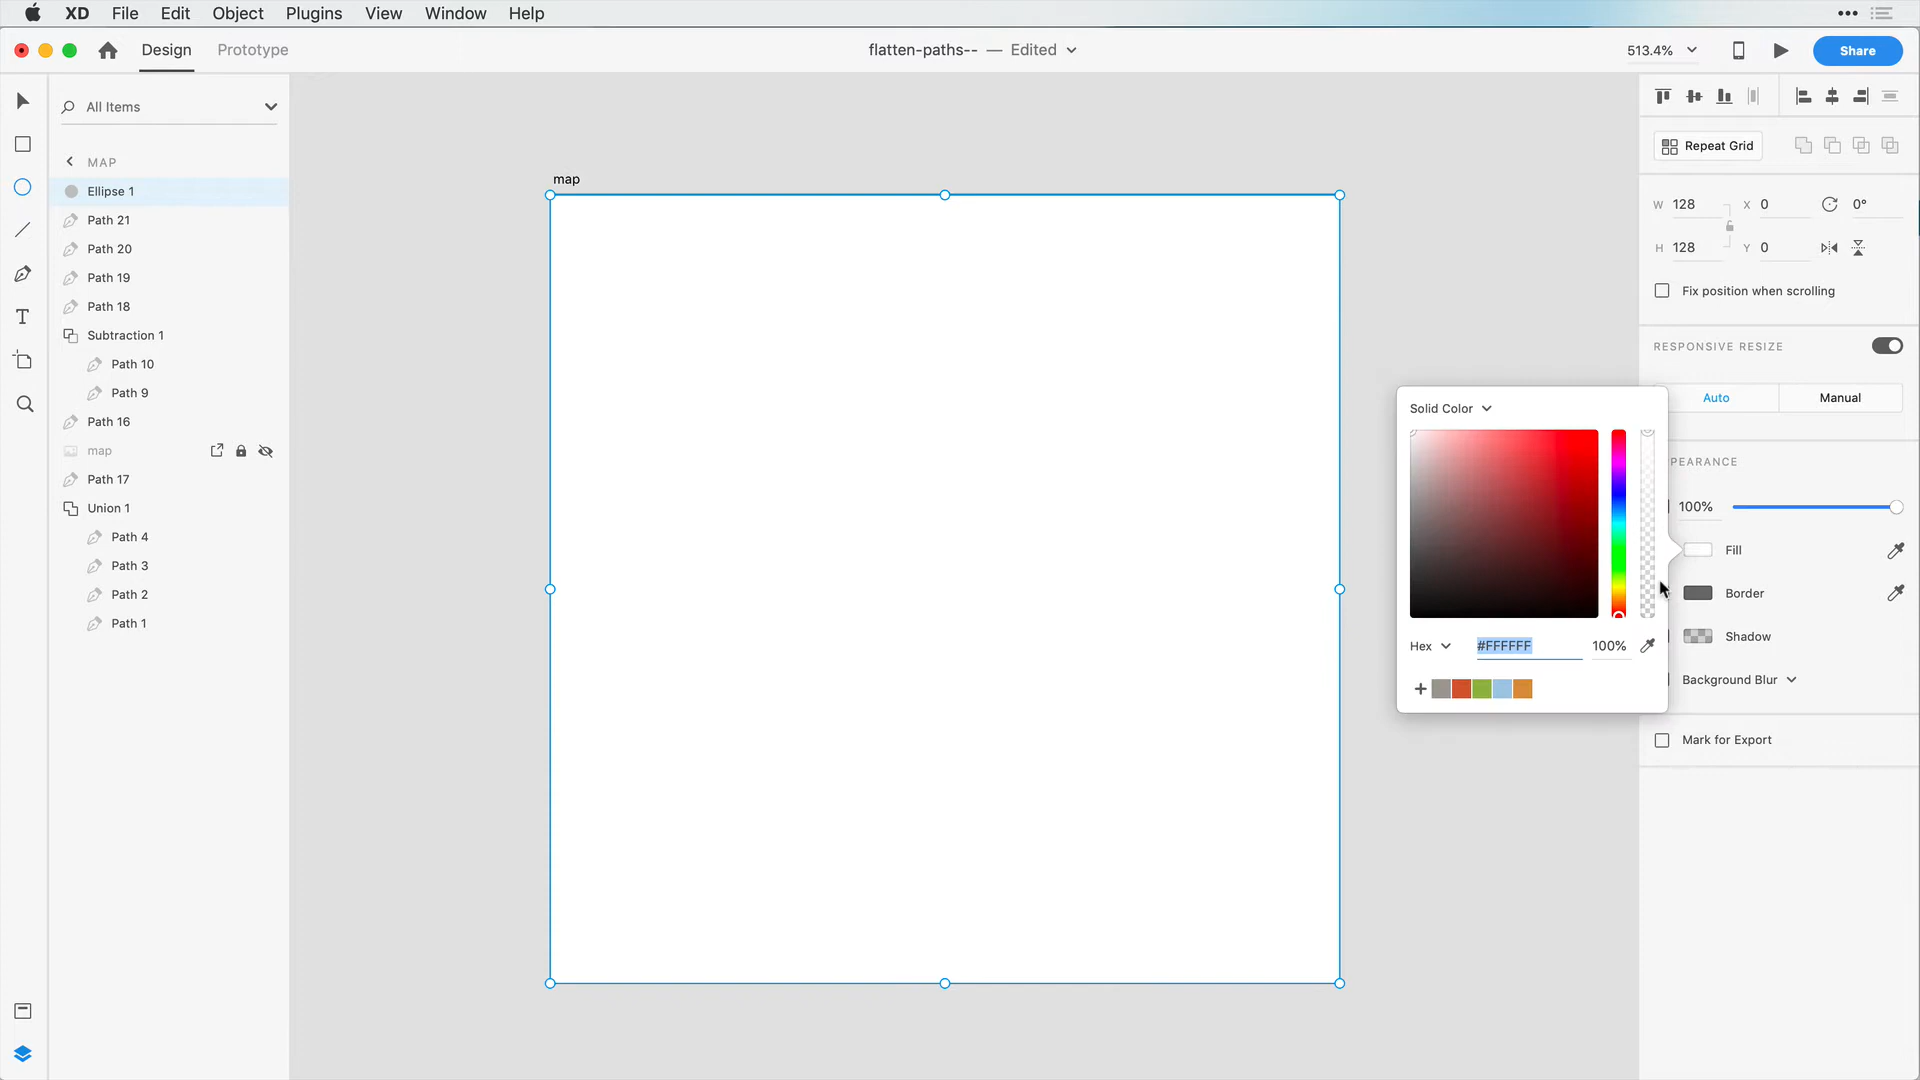 XD File Edit Object Plugins View Window Help
Design Prototype flatten-paths-- — Edited 513.4% Share
All Items
MAP
Ellipse 1
Path 21
Path 20
Path 19
Path 18
Subtraction 1
Path 10
Path 9
Path 16
map
Path 17
Union 1
Path 4
Path 3
Path 2
Path 1
map
Solid Color
Hex #FFFFFF 100%
Repeat Grid
W 128 X 0 0°
H 128 Y 0
Fix position when scrolling
RESPONSIVE RESIZE
Auto Manual
PEARANCE
100%
Fill
Border
Shadow
Background Blur
Mark for Export